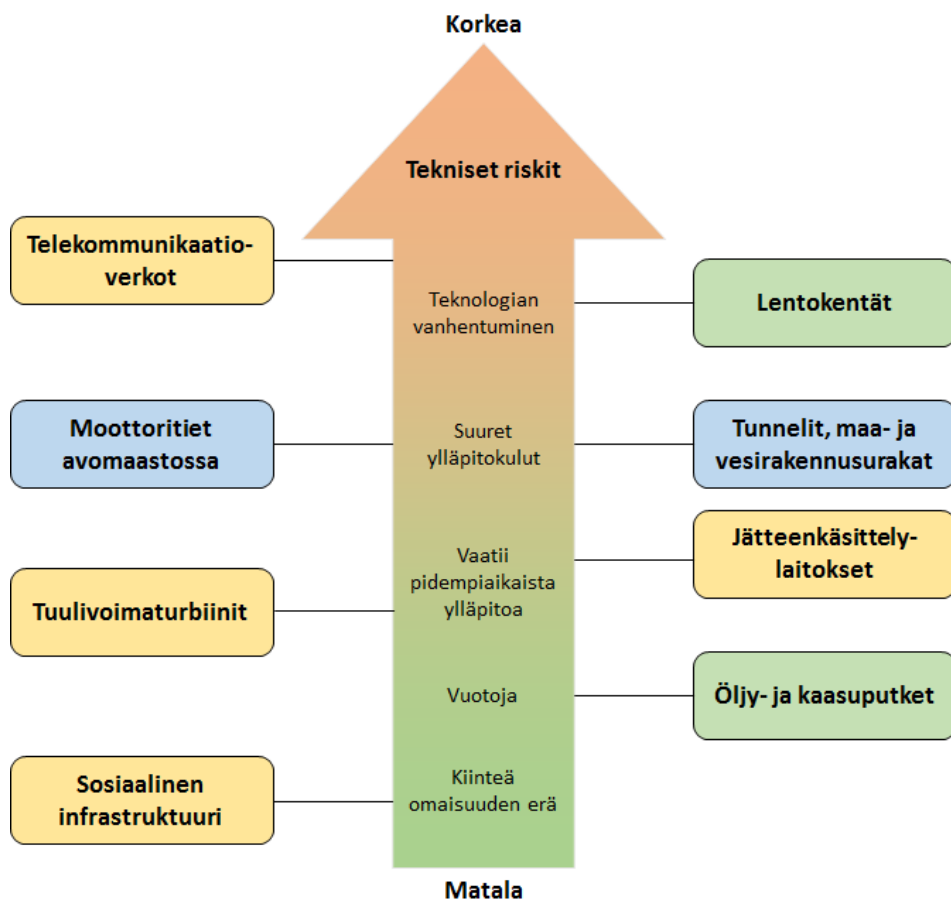 Korkea
Tekniset riskit
Telekommunikaatio-
verkot
Teknologian
vanhentuminen
Lentokentät
Moottoritiet
avomaastossa
Suuret
ylläpitokulut
Tunnelit, maa- ja
vesirakennusurakat
Jätteenkäsittely-
laitokset
Vaatii
pidempiaikaista
ylläpitoa
Tuulivoimaturbiinit
Vuotoja
Öljy- ja kaasuputket
Sosiaalinen
infrastruktuuri
Kiinteä
omaisuuden erä
Matala